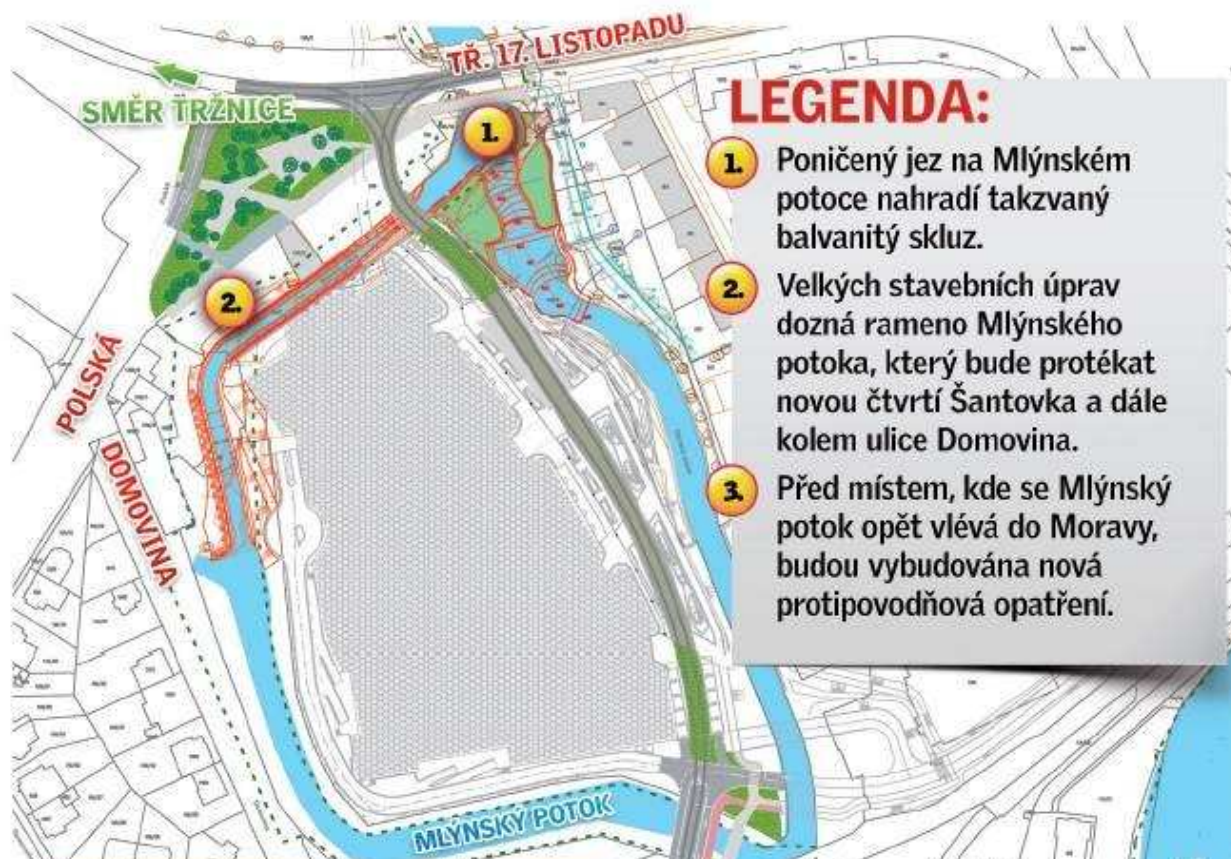 TŘ. 17. LISTOPADU
SMĚR TRŽNICE
1.
2.
POLSKÁ
DOMOVINA
MLÝNSKÝ POTOK
LEGENDA:
1. Poničený jez na Mlýnském
potoce nahradí takzvaný
balvanitý skluz.
2. Velkých stavebních úprav
dozná rameno Mlýnského
potoka, který bude protékat
novou čtvrtí Šantovka a dále
kolem ulice Domovina.
3. Před místem, kde se Mlýnský
potok opět vlévá do Moravy,
budou vybudována nová
protipovodňová opatření.